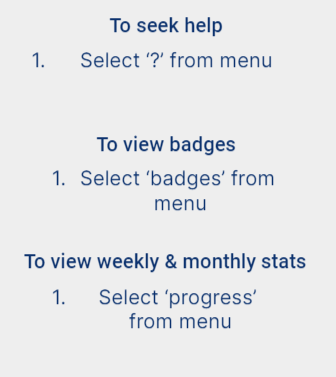 To seek help
1. Select ‘?’ from menu
To view badges
1. Select ‘badges’ from
menu
To view weekly & monthly stats
1. Select ‘progress’
from menu